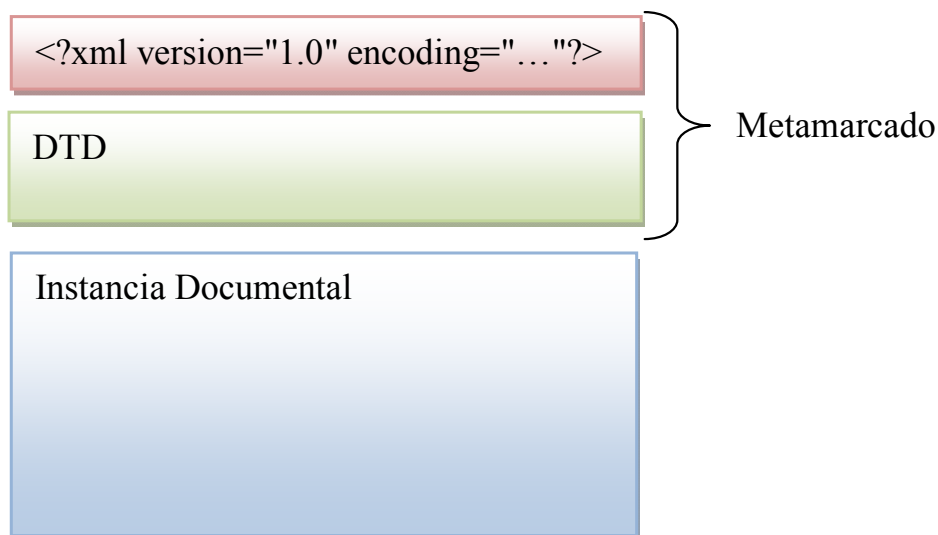 <?xml version="1.0" encoding="…"?>
DTD
Metamarcado
Instancia Documental